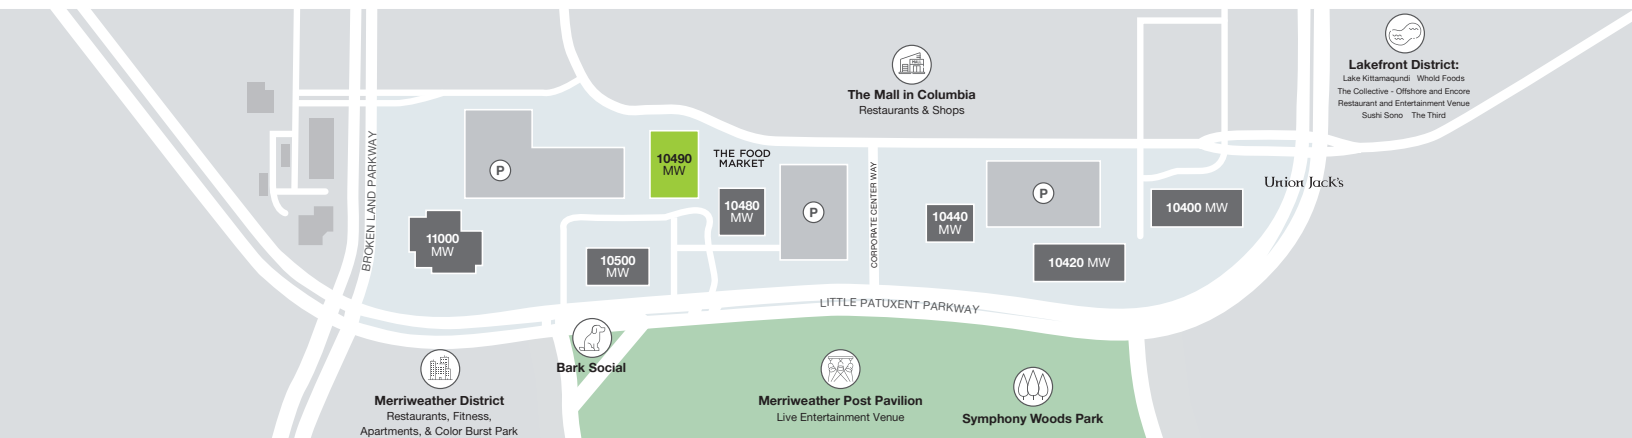 Lakefront District:
Lake Kittamaqundi Whold Foods
The Collective - Offshore and Encore
Restaurant and Entertainment Venue
Sushi Sono The Third
MALL
The Mall in Columbia
Restaurants & Shops
BROKEN LAND PARKWAY
P
10490
MW
THE FOOD
MARKET
10480
MW
P
CORPORATE CENTER WAY
P
10440
MW
Union Jack's
10400 MW
11000
MW
10500
MW
10420 MW
LITTLE PATUXENT PARKWAY
Bark Social
Merriweather District
Restaurants, Fitness,
Apartments, & Color Burst Park
Merriweather Post Pavilion
Live Entertainment Venue
Symphony Woods Park